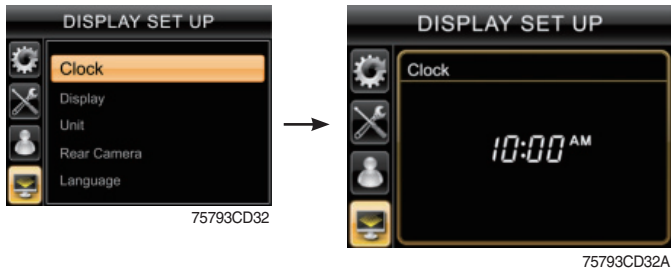 DISPLAY SET UP
Clock
Display
Unit
Rear Camera
Language
75793CD32
DISPLAY SET UP
Clock
10:00 AM
75793CD32A